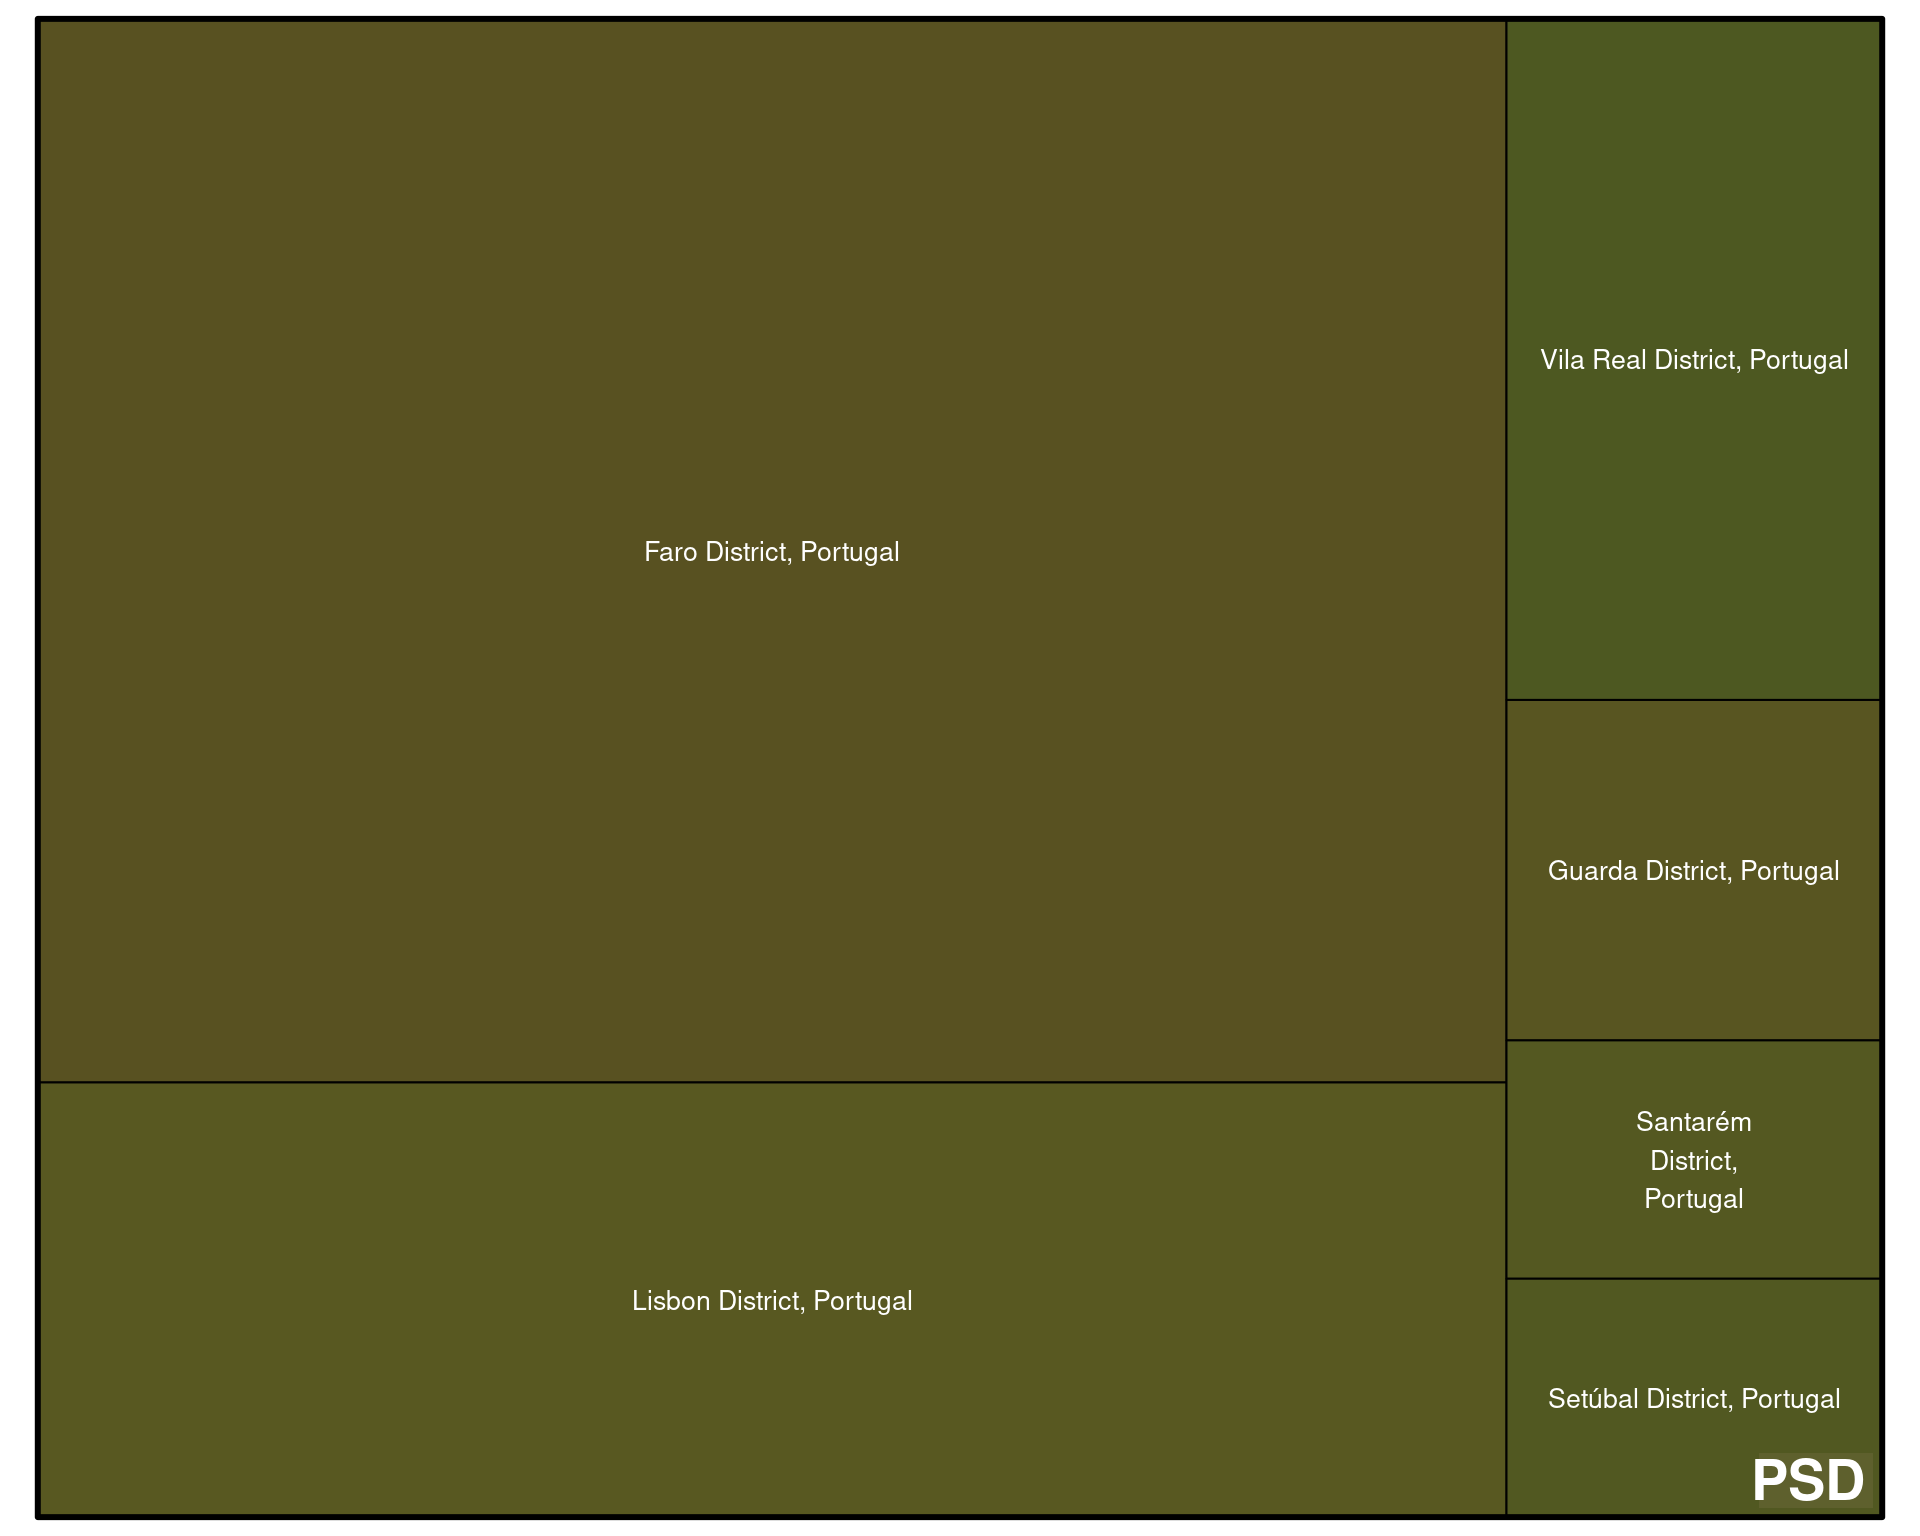 Faro District, Portugal
Lisbon District, Portugal
Vila Real District, Portugal
Guarda District, Portugal
Santarém
District,
Portugal
Setúbal District, Portugal
PSD